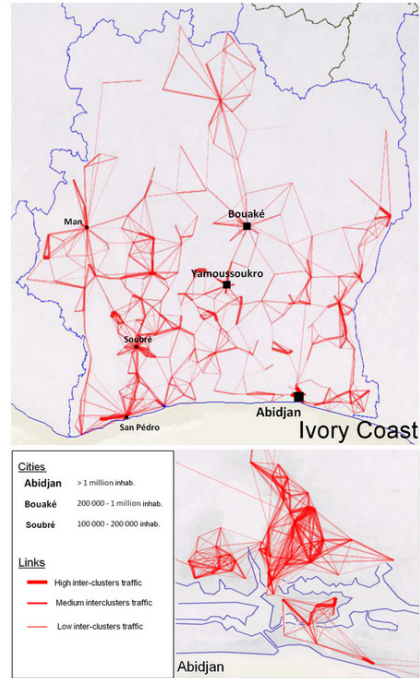 Man
Bouaké
Yamoussoukro
Soubré
San Pédro
Abidjan
Ivory Coast
Cities
Abidjan > 1 million inhab.
Bouaké 200 000 - 1 million inhab.
Soubré 100 000 - 200 000 inhab.
Links
High inter-clusters traffic
Medium interclusters traffic
Low inter-clusters traffic
Abidjan